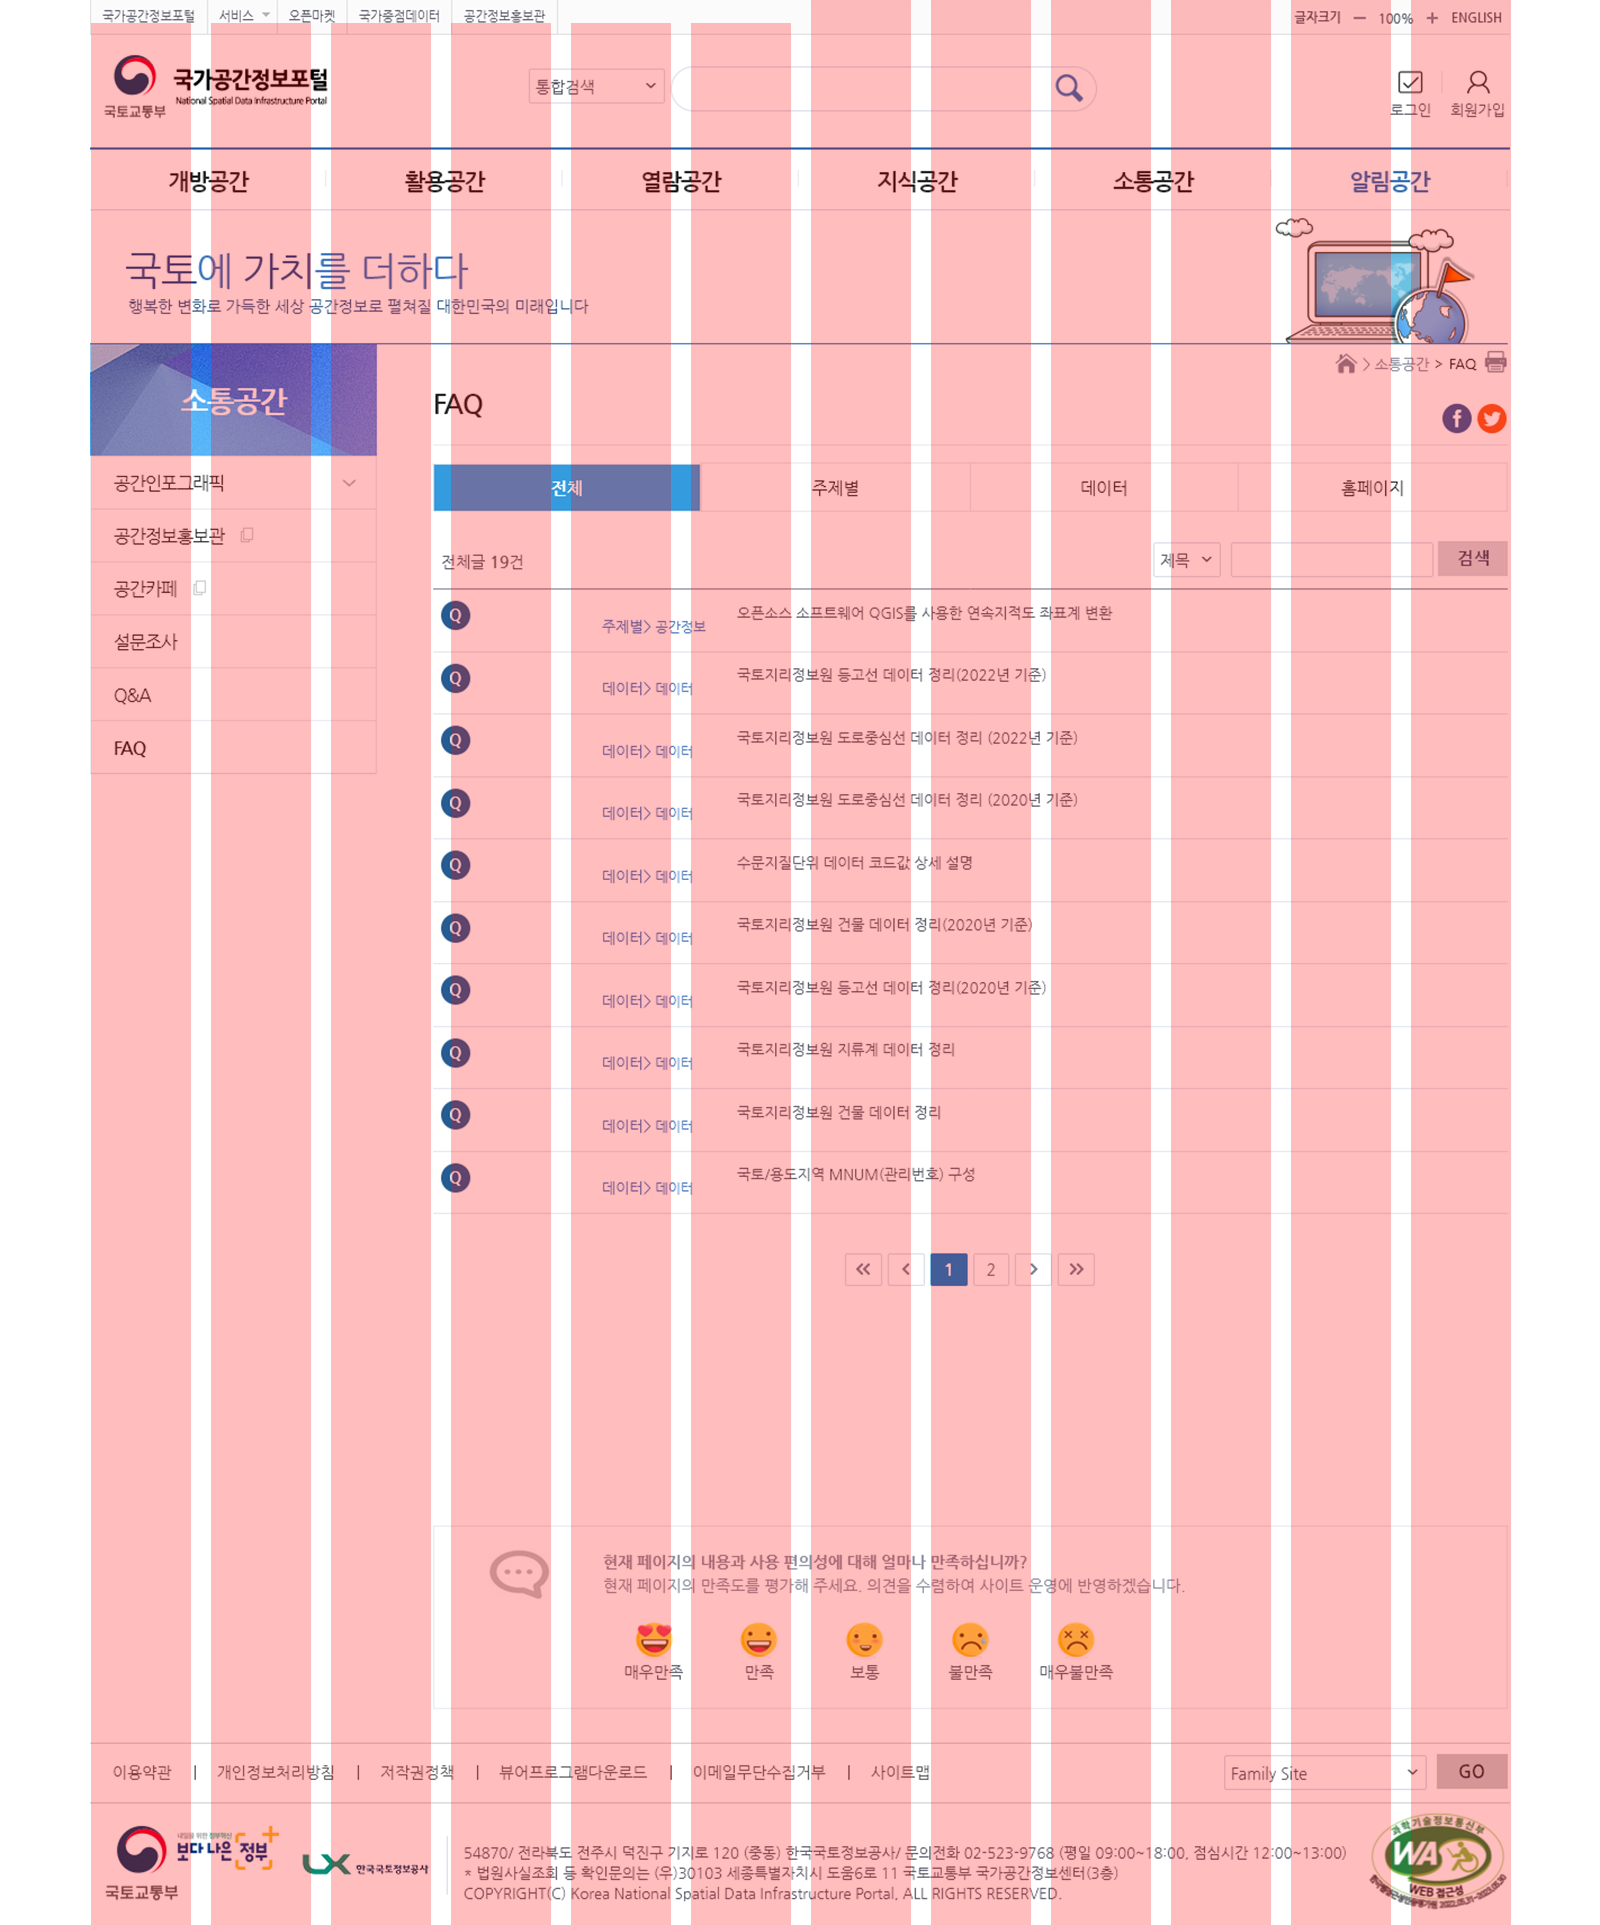 국가공간정보포털 서비스 오픈마켓 국가중점데이터 공간정보홍보관 글자크기 100% ENGLISH
국토교통부 국가공간정보포털
National Spatial Data Infrastructure Portal
통합검색
로그인 회원가입
개방공간 활용공간 열람공간 지식공간 소통공간 알림공간
국토에 가치를 더하다
행복한 변화로 가득한 세상 공간정보로 펼쳐질 대한민국의 미래입니다
> 소통공간 > FAQ
소통공간
공간인포그래픽
공간정보홍보관
공간카페
설문조사
Q&A
FAQ
FAQ
전체 주제별 데이터 홈페이지
전체글 19건 제목 검색
Q 주제별> 공간정보 오픈소스 소프트웨어 QGIS를 사용한 연속지적도 좌표계 변환
Q 데이터> 데이터 국토지리정보원 등고선 데이터 정리(2022년 기준)
Q 데이터> 데이터 국토지리정보원 도로중심선 데이터 정리 (2022년 기준)
Q 데이터> 데이터 국토지리정보원 도로중심선 데이터 정리 (2020년 기준)
Q 데이터> 데이터 수문지질단위 데이터 코드값 상세 설명
Q 데이터> 데이터 국토지리정보원 건물 데이터 정리(2020년 기준)
Q 데이터> 데이터 국토지리정보원 등고선 데이터 정리(2020년 기준)
Q 데이터> 데이터 국토지리정보원 지류계 데이터 정리
Q 데이터> 데이터 국토지리정보원 건물 데이터 정리
Q 데이터> 데이터 국토/용도지역 MNUM(관리번호) 구성
1 2
현재 페이지의 내용과 사용 편의성에 대해 얼마나 만족하십니까?
현재 페이지의 만족도를 평가해 주세요. 의견을 수렴하여 사이트 운영에 반영하겠습니다.
매우만족 만족 보통 불만족 매우불만족
이용약관 | 개인정보처리방침 | 저작권정책 | 뷰어프로그램다운로드 | 이메일무단수집거부 | 사이트맵 Family Site GO
국토교통부
내일을 위한 정부혁신
보다 나은 정부
LX 한국국토정보공사
54870/ 전라북도 전주시 덕진구 기지로 120 (중동) 한국국토정보공사/ 문의전화 02-523-9768 (평일 09:00~18:00, 점심시간 12:00~13:00)
* 법원사실조회 등 확인문의는 (우)30103 세종특별자치시 도움6로 11 국토교통부 국가공간정보센터(3층)
COPYRIGHT(C) Korea National Spatial Data Infrastructure Portal, ALL RIGHTS RESERVED.
과학기술정보통신부
WA
WEB 접근성